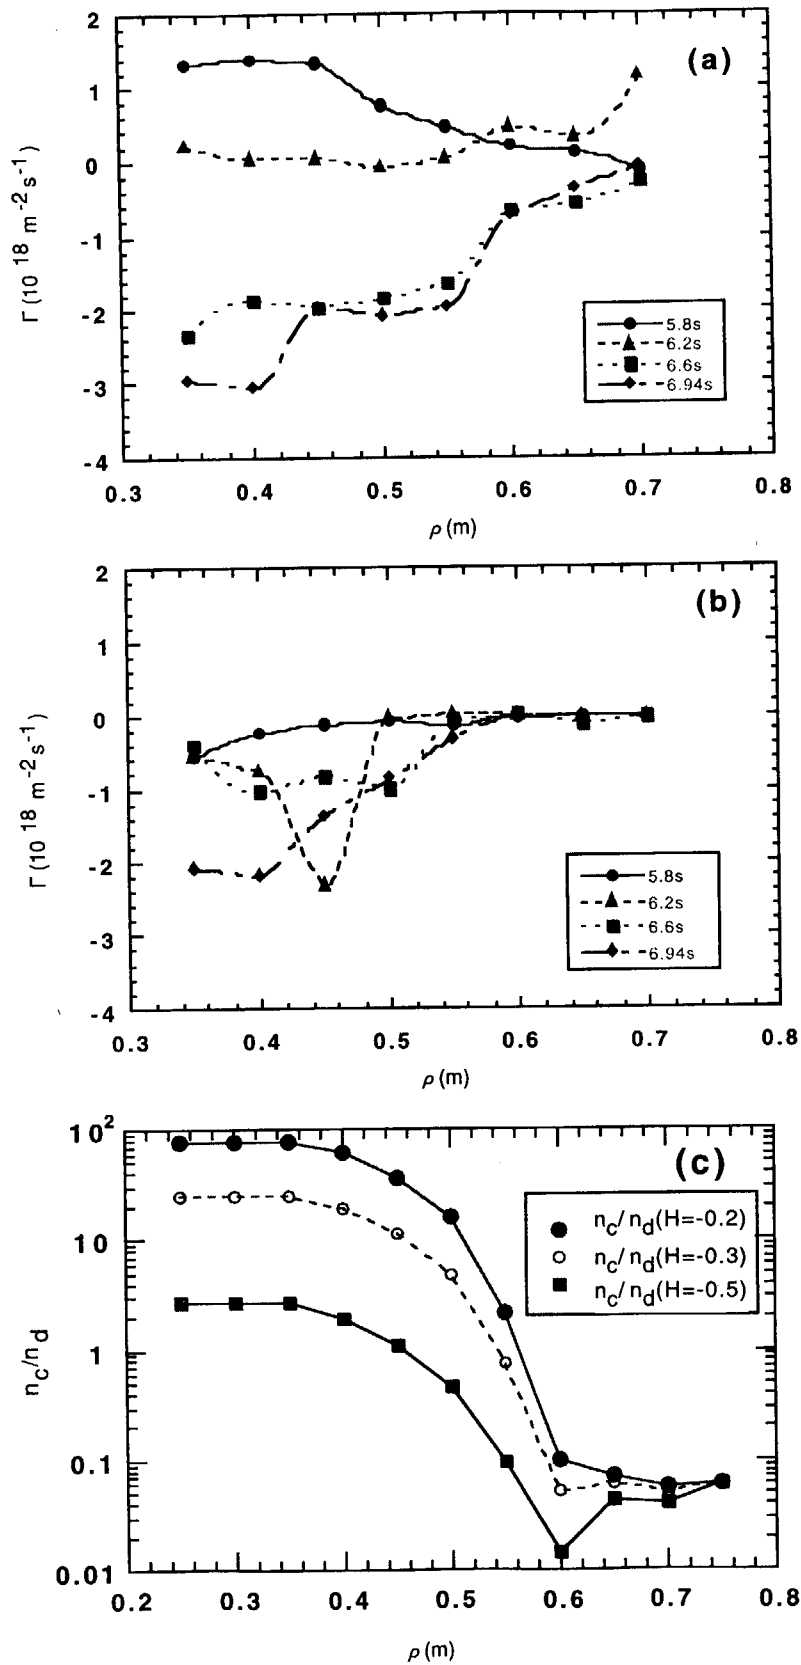 (a)
2
1
0
-1
-2
-3
-4
Γ (10 18 m-2 s-1)
5.8s
6.2s
6.6s
6.94s
0.3 0.4 0.5 0.6 0.7 0.8
ρ (m)
(b)
2
1
0
-1
-2
-3
-4
Γ (10 18 m-2 s-1)
5.8s
6.2s
6.6s
6.94s
0.3 0.4 0.5 0.6 0.7 0.8
ρ (m)
(c)
10 2
10
1
0.1
0.01
nc/nd
nc/ nd(H=-0.2)
nc/ nd(H=-0.3)
nc/ nd(H=-0.5)
0.2 0.3 0.4 0.5 0.6 0.7 0.8
ρ (m)